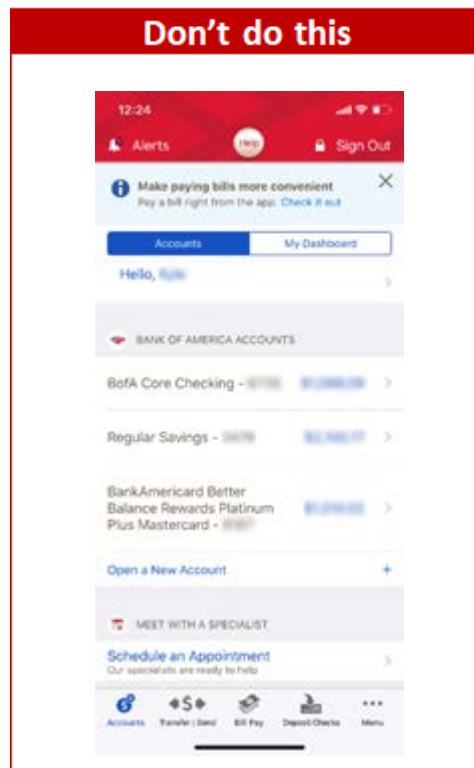 Don't do this
12:24
Alerts
Help
Sign Out
Make paying bills more convenient
Pay a bill right from the app. Check it out
Accounts
My Dashboard
Hello,
BANK OF AMERICA ACCOUNTS
BofA Core Checking -
Regular Savings -
BankAmericard Better
Balance Rewards Platinum
Plus Mastercard -
Open a New Account +
MEET WITH A SPECIALIST
Schedule an Appointment
Our specialists are ready to help
Accounts Transfer | Send Bill Pay Deposit Checks Menu